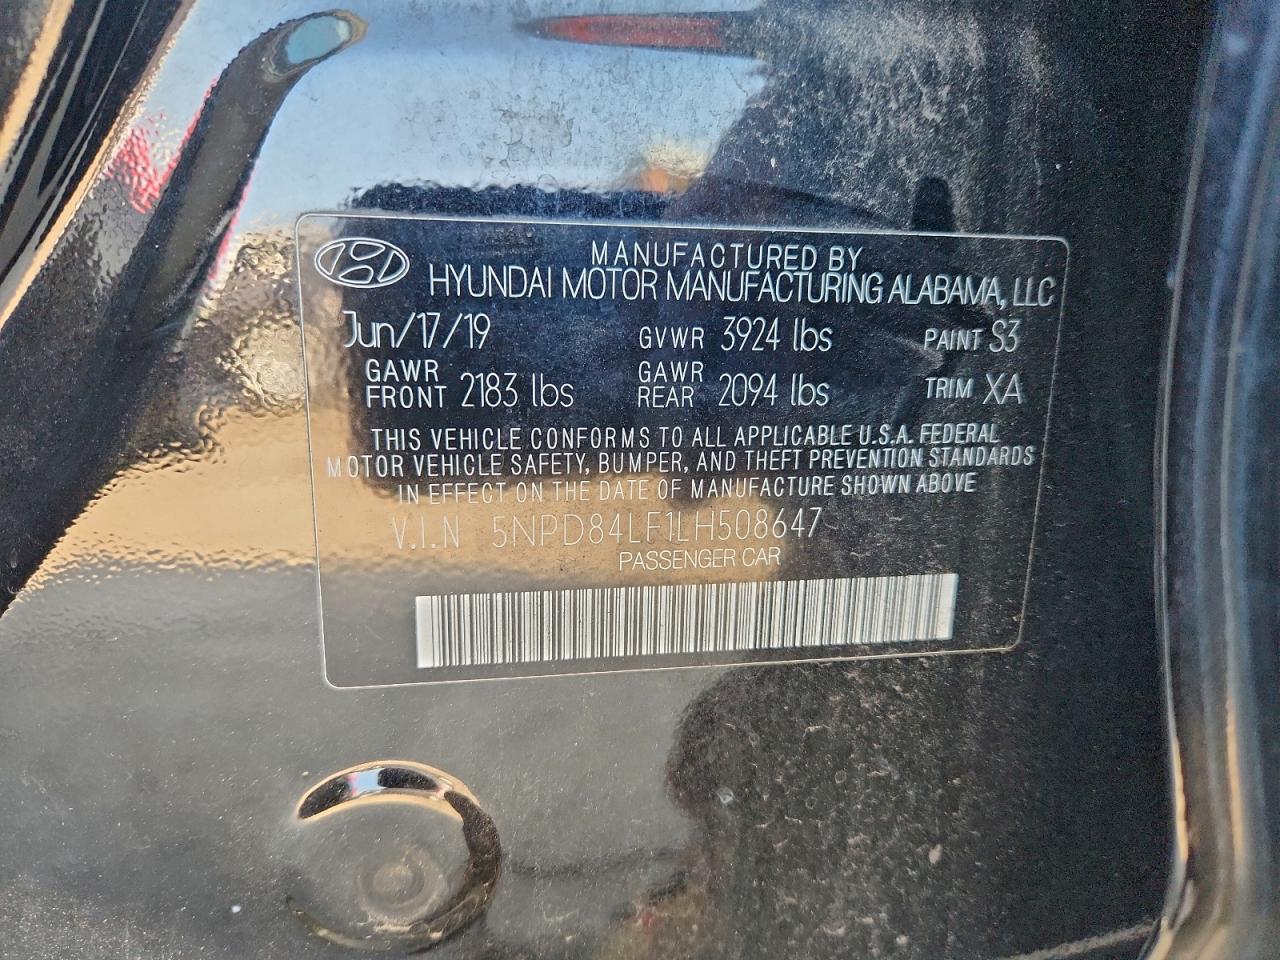 MANUFACTURED BY
HYUNDAI MOTOR MANUFACTURING ALABAMA, LLC
Jun/17/19 GVWR 3924 lbs PAINT S3
GAWR FRONT 2183 lbs GAWR REAR 2094 lbs TRIM XA
THIS VEHICLE CONFORMS TO ALL APPLICABLE U.S.A. FEDERAL
MOTOR VEHICLE SAFETY, BUMPER, AND THEFT PREVENTION STANDARDS
IN EFFECT ON THE DATE OF MANUFACTURE SHOWN ABOVE
V.I.N 5NPD84LF1LH508647
PASSENGER CAR